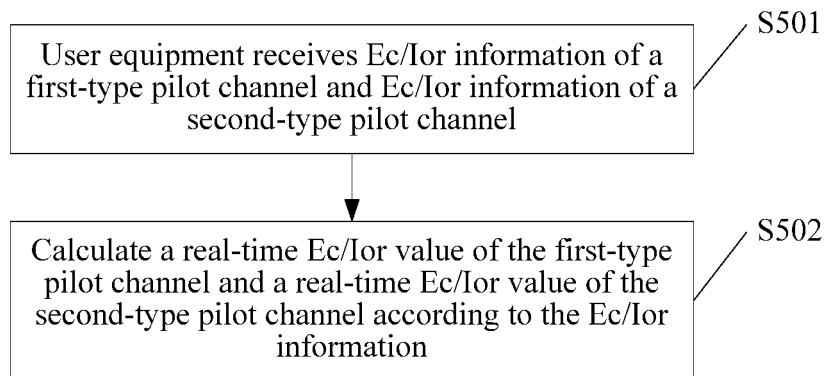 S501
User equipment receives Ec/Ior information of a
first-type pilot channel and Ec/Ior information of a
second-type pilot channel
S502
Calculate a real-time Ec/Ior value of the first-type
pilot channel and a real-time Ec/Ior value of the
second-type pilot channel according to the Ec/Ior
information